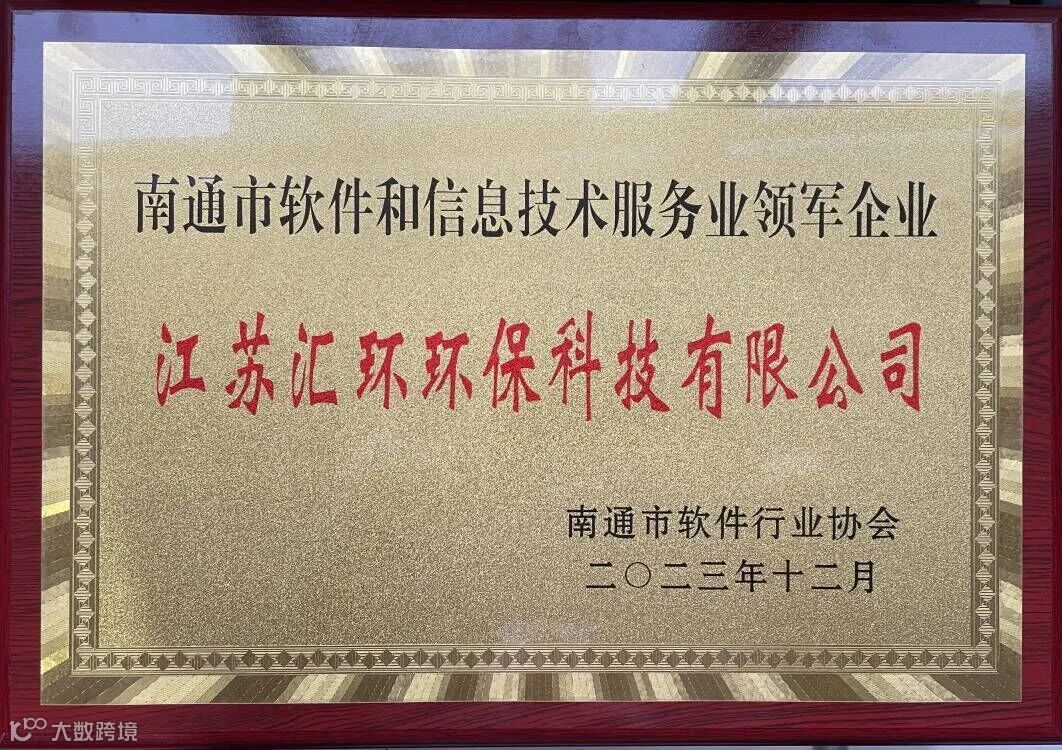 南通市软件和信息技术服务业领军企业
江苏汇环环保科技有限公司
南通市软件行业协会
二〇二三年十二月
大数跨境